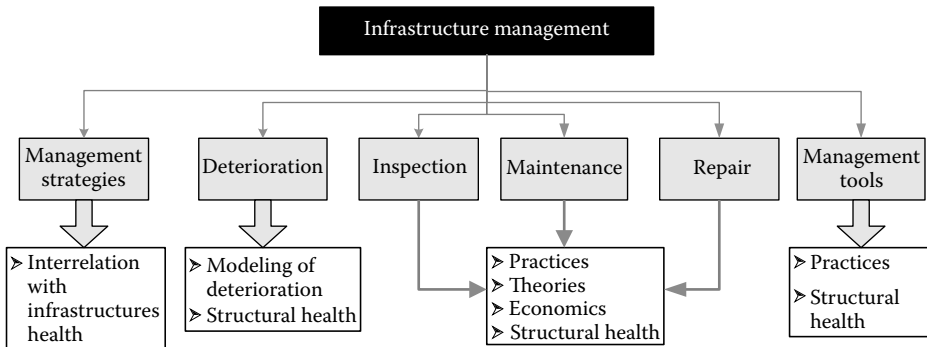 Infrastructure management
Management
strategies
Deterioration
Inspection
Maintenance
Repair
Management
tools
➢ Interrelation
with
infrastructures
health
➢ Modeling of
deterioration
➢ Structural health
➢ Practices
➢ Theories
➢ Economics
➢ Structural health
➢ Practices
➢ Structural
health